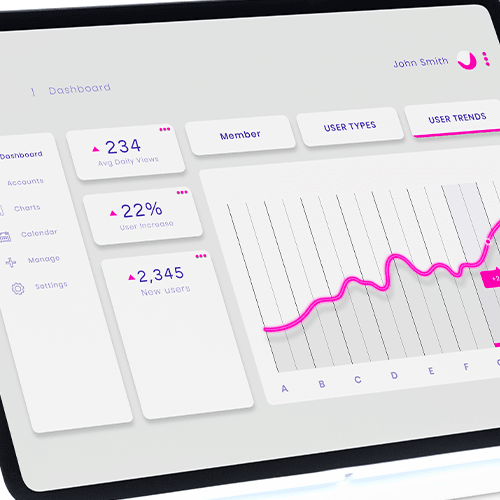 Dashboard
John Smith
Dashboard
Accounts
Charts
Calendar
Manage
Settings
234
Avg Daily Views
22%
User Increase
2,345
New users
Member
USER TYPES
USER TRENDS
A B C D E F